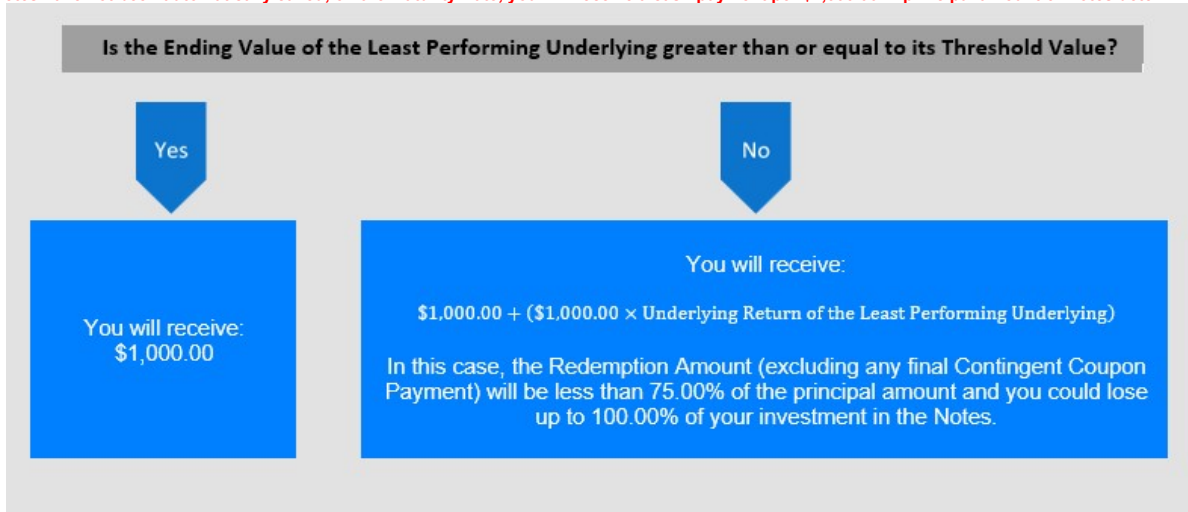 Is the Ending Value of the Least Performing Underlying greater than or equal to its Threshold Value?
Yes
No
You will receive:
$1,000.00
You will receive:
$1,000.00 + ($1,000.00 × Underlying Return of the Least Performing Underlying)
In this case, the Redemption Amount (excluding any final Contingent Coupon
Payment) will be less than 75.00% of the principal amount and you could lose
up to 100.00% of your investment in the Notes.